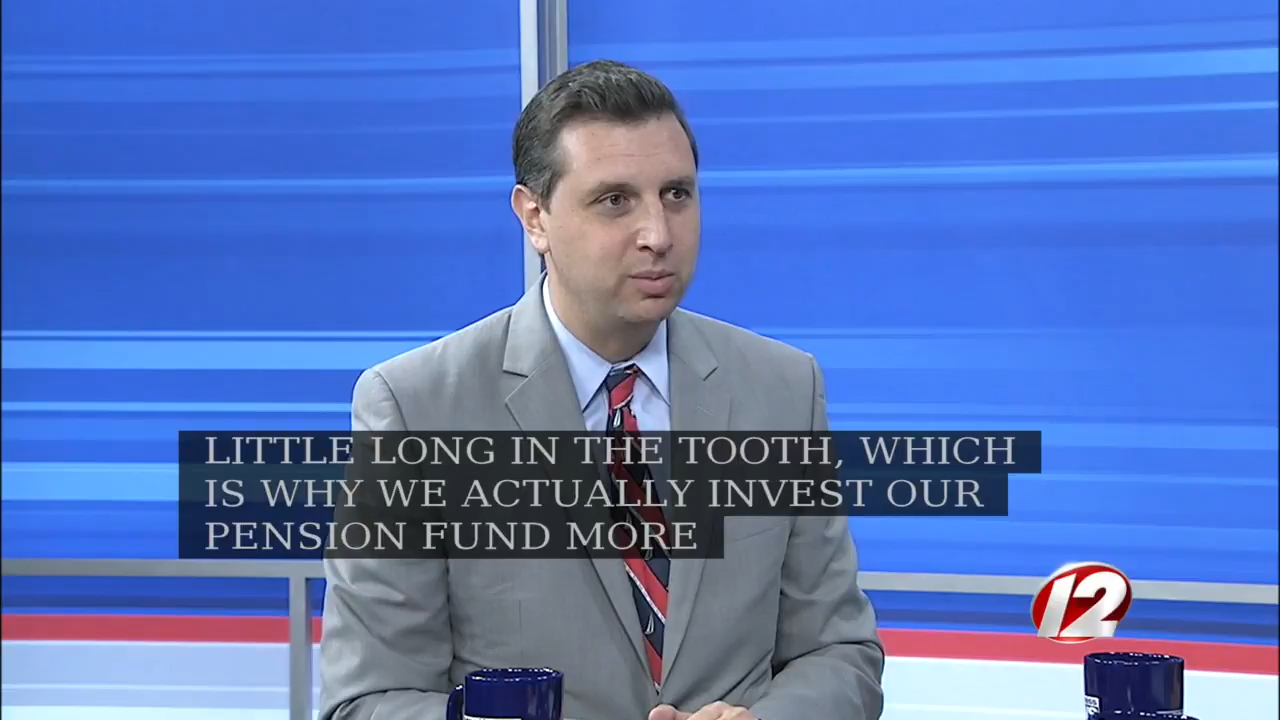 LITTLE LONG IN THE TOOTH, WHICH
IS WHY WE ACTUALLY INVEST OUR
PENSION FUND MORE
12